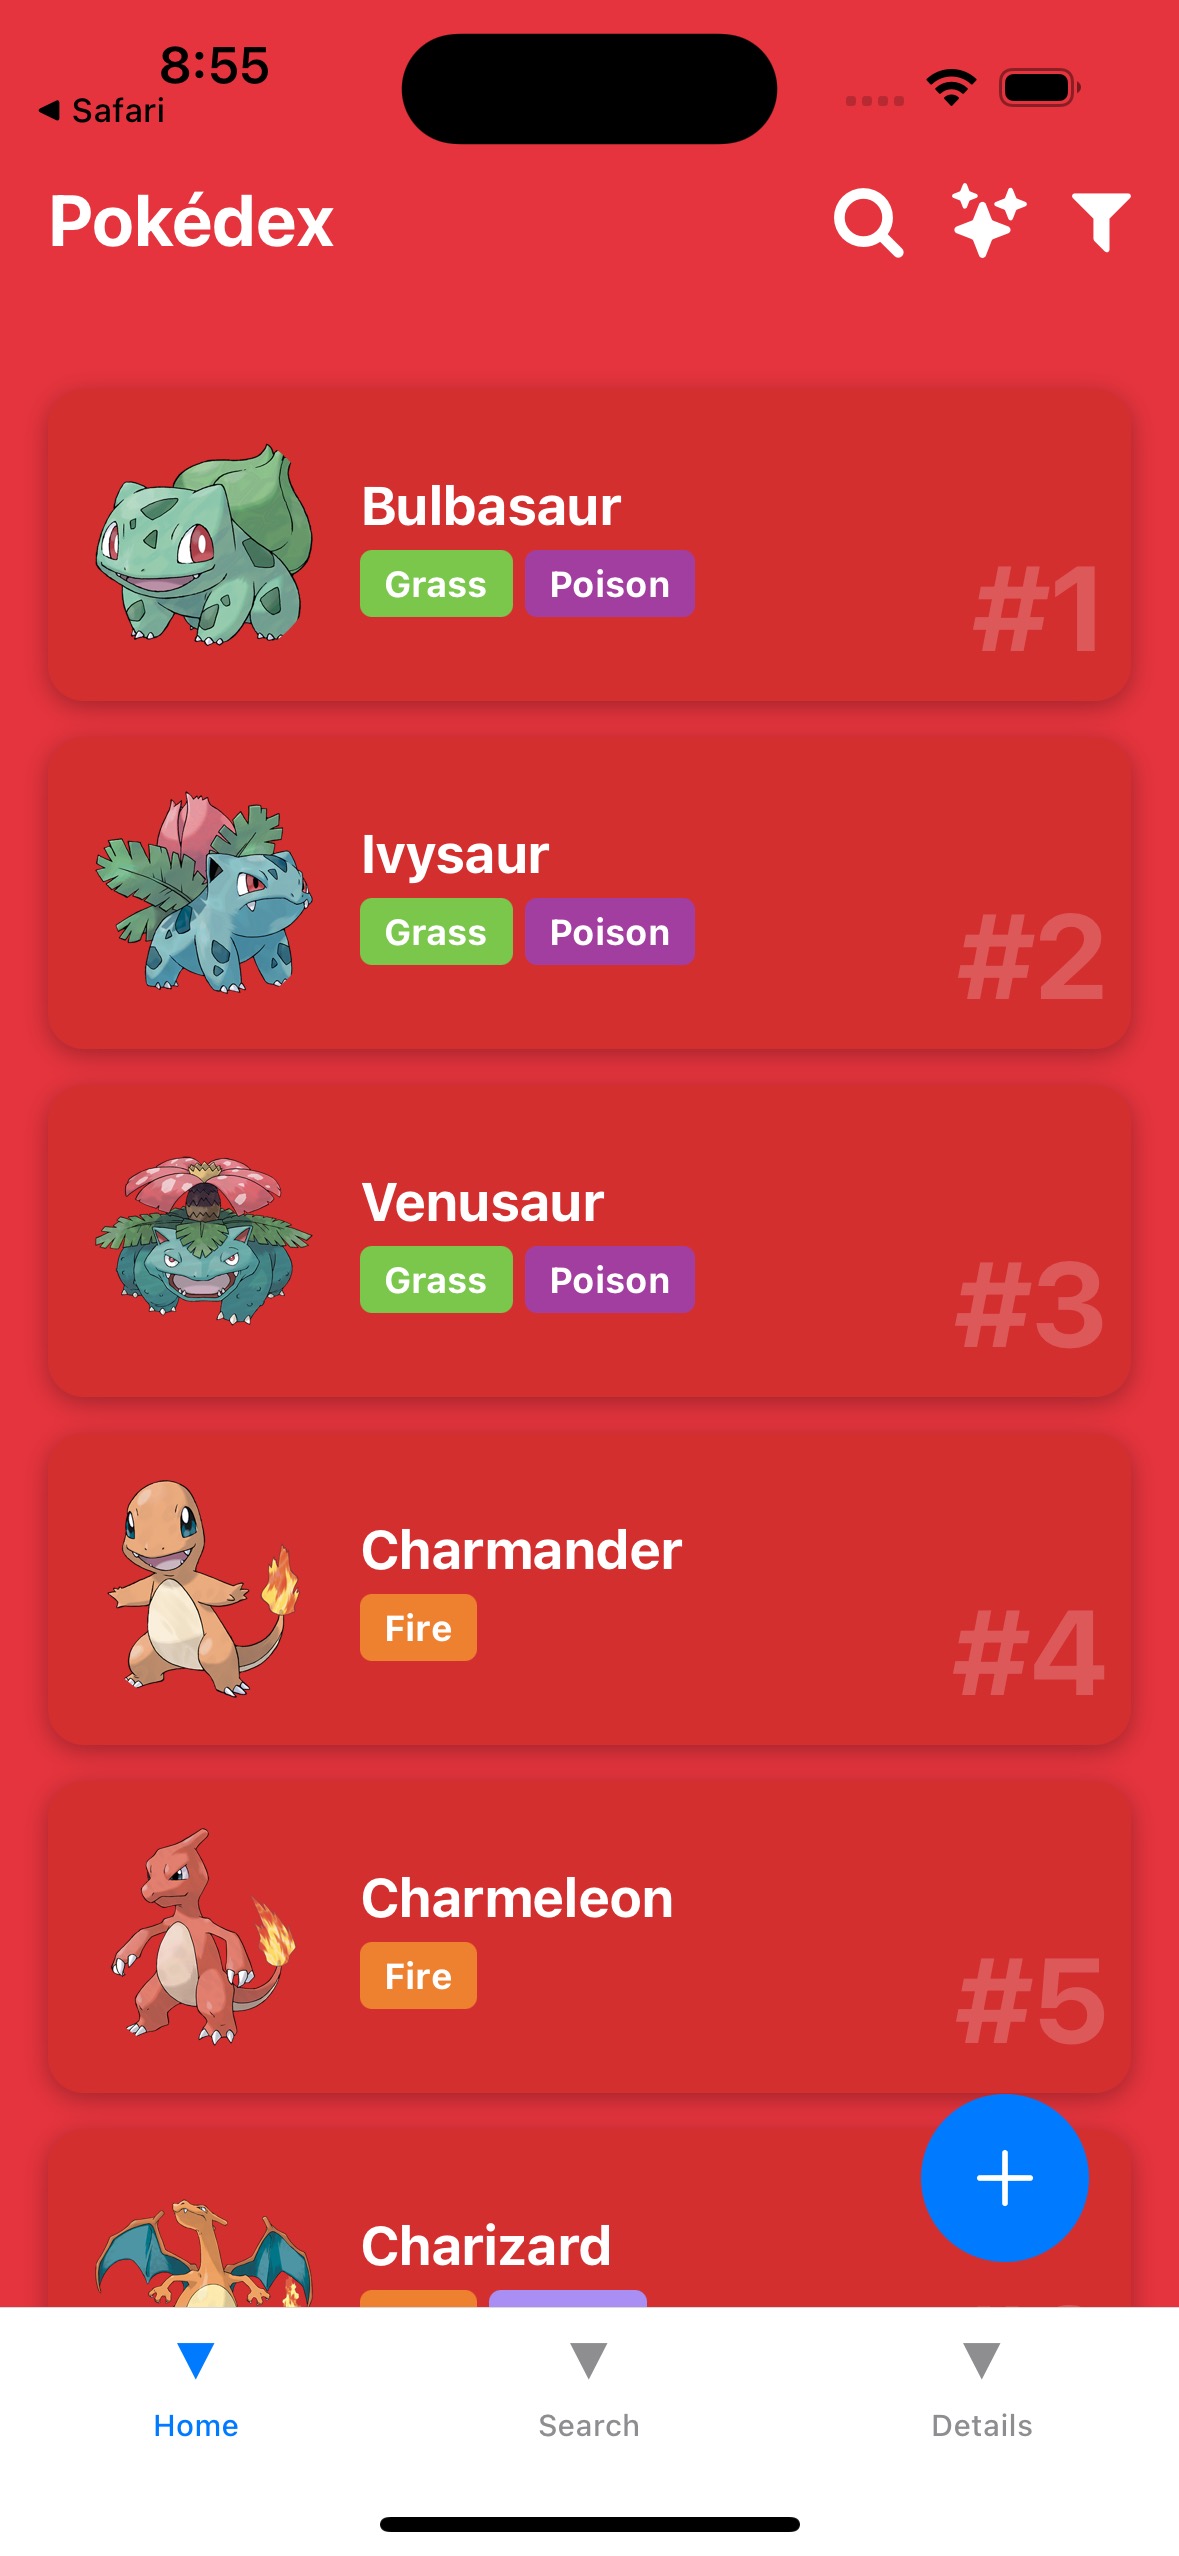 8:55
◀ Safari
Pokédex
Bulbasaur
Grass Poison
#1
Ivysaur
Grass Poison
#2
Venusaur
Grass Poison
#3
Charmander
Fire
#4
Charmeleon
Fire
#5
Charizard
Home Search Details